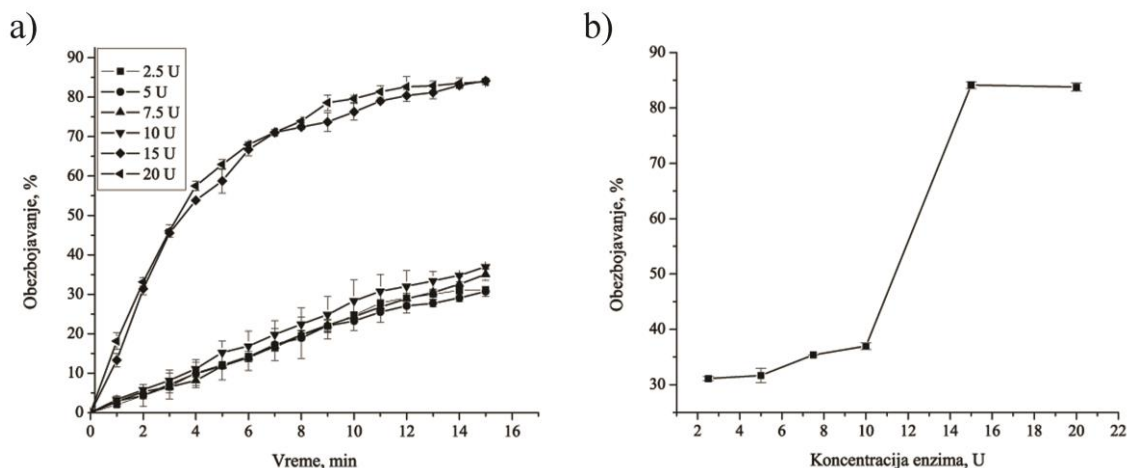 a)
90
80
70
60
50
40
30
20
10
0
2.5 U
5 U
7.5 U
10 U
15 U
20 U
Obezbojavanje, %
0 2 4 6 8 10 12 14 16
Vreme, min
b)
90
80
70
60
50
40
30
Obezbojavanje, %
2 4 6 8 10 12 14 16 18 20 22
Koncentracija enzima, U